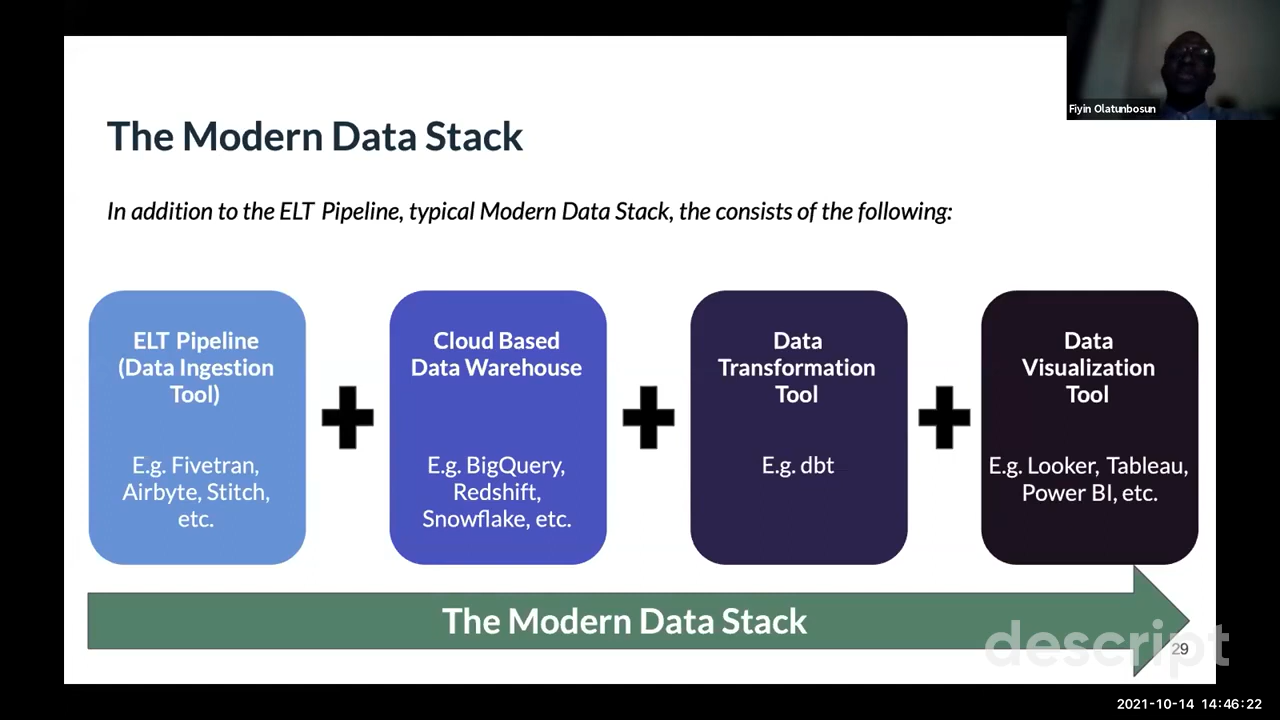 Fiyin Olatunbosun
The Modern Data Stack
In addition to the ELT Pipeline, typical Modern Data Stack, the consists of the following:
ELT Pipeline
(Data Ingestion
Tool)
E.g. Fivetran,
Airbyte, Stitch,
etc.
Cloud Based
Data Warehouse
E.g. BigQuery,
Redshift,
Snowflake, etc.
Data
Transformation
Tool
E.g. dbt
Data
Visualization
Tool
E.g. Looker, Tableau,
Power BI, etc.
The Modern Data Stack
descript
29
2021-10-14 14:46:22